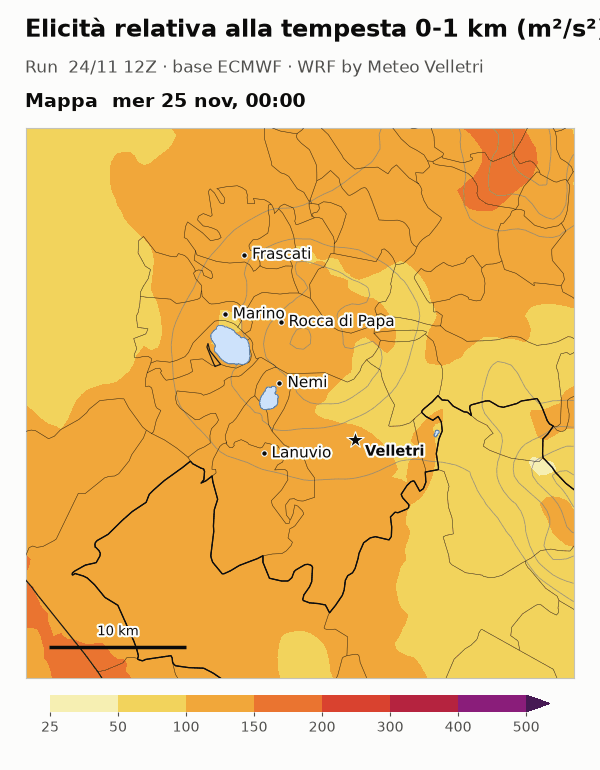 Elicità relativa alla tempesta 0-1 km (m²/s²)
Run  24/11 12Z · base ECMWF · WRF by Meteo Velletri
Mappa  mer 25 nov, 00:00
Frascati
Marino
Rocca di Papa
Nemi
Velletri
Lanuvio
10 km
25 50 100 150 200 300 400 500